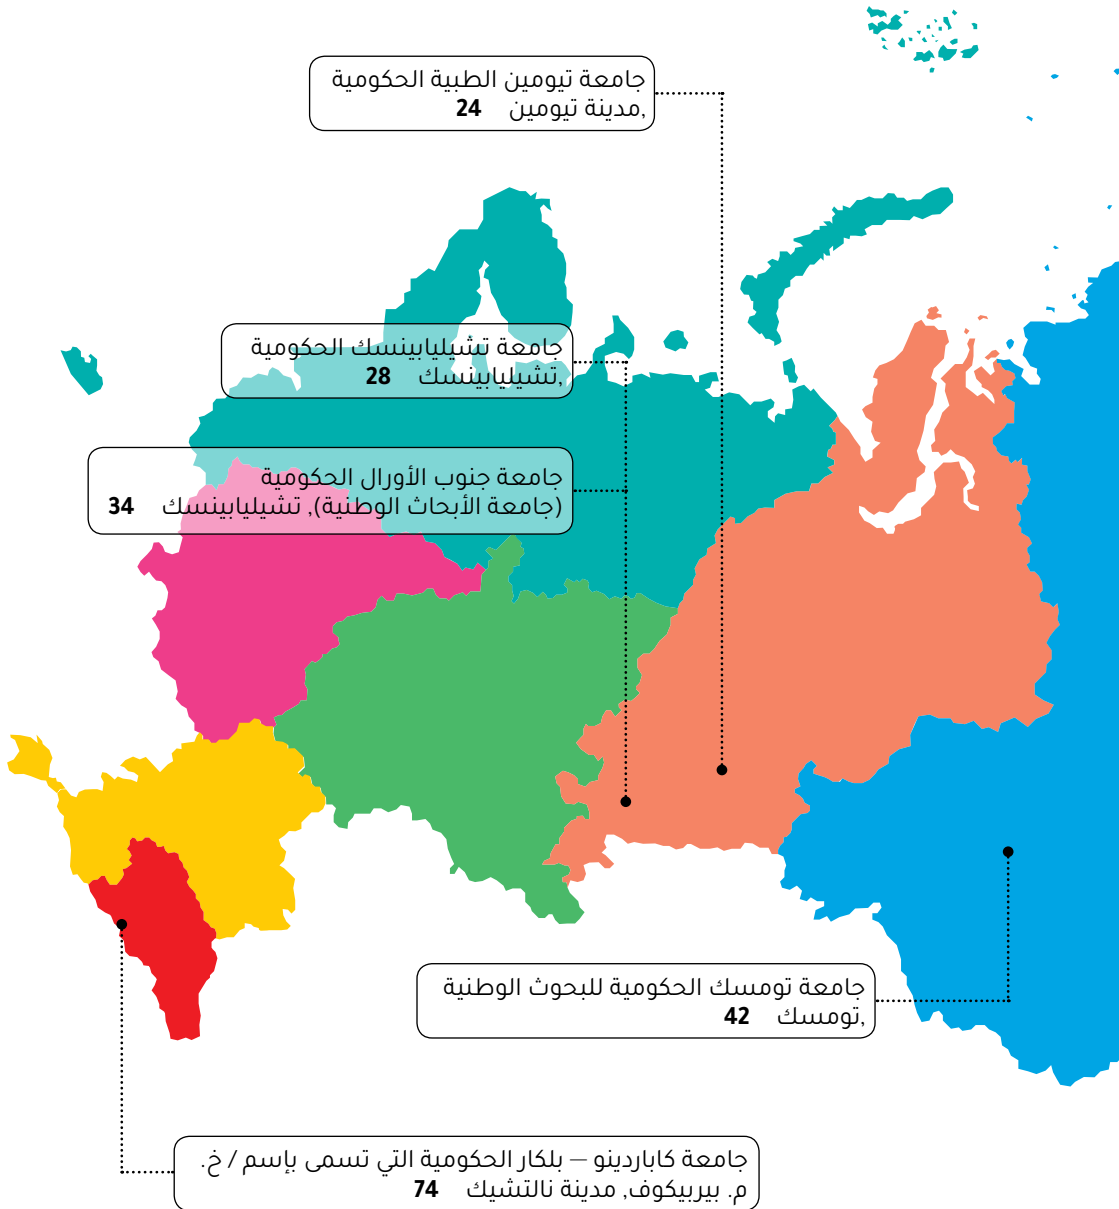 جامعة تيومين الطبية الحكومية
,مدينة تيومين 24
جامعة تشيليابينسك الحكومية
,تشيليابينسك 28
جامعة جنوب الأورال الحكومية
(جامعة الأبحاث الوطنية), تشيليابينسك 34
جامعة تومسك الحكومية للبحوث الوطنية
,تومسك 42
جامعة كاباردينو – بلكار الحكومية التي تسمى بإسم / خ.
م. بيربيكوف, مدينة نالتشيك 74